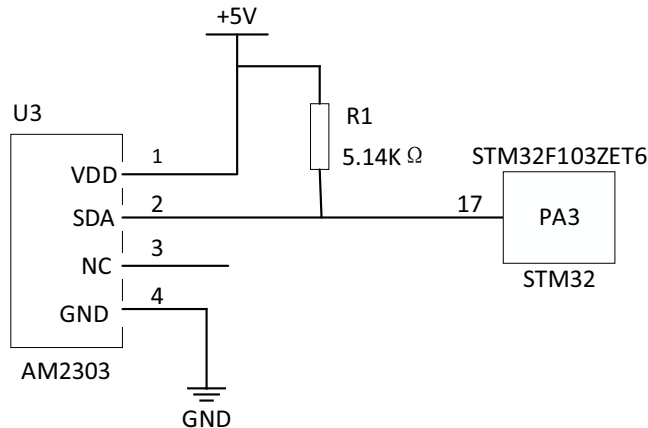 +5V
U3
R1
5.14K Ω
STM32F103ZET6
VDD 1
SDA 2
17
PA3
NC 3
STM32
GND 4
AM2303
GND